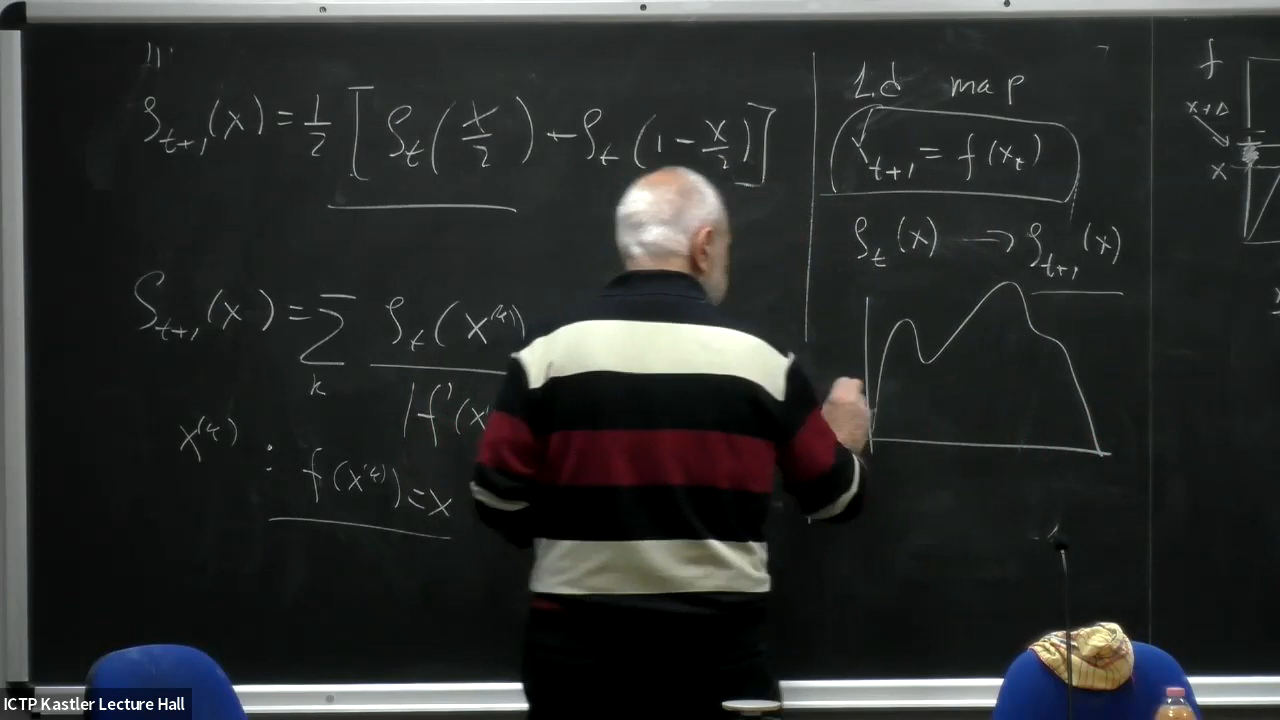 ρ_{t+1}(x) = 1/2 [ρ_t(x/2) + ρ_t(1 - x/2)]
ρ_{t+1}(x) = Σ_k ρ_t(x^{(k)}) / |f'(x
x^{(k)} : f(x^{(k)}) = x
1d map
x_{t+1} = f(x_t)
ρ_t(x) → ρ_{t+1}(x)
f
x+Δ
x
ICTP Kastler Lecture Hall